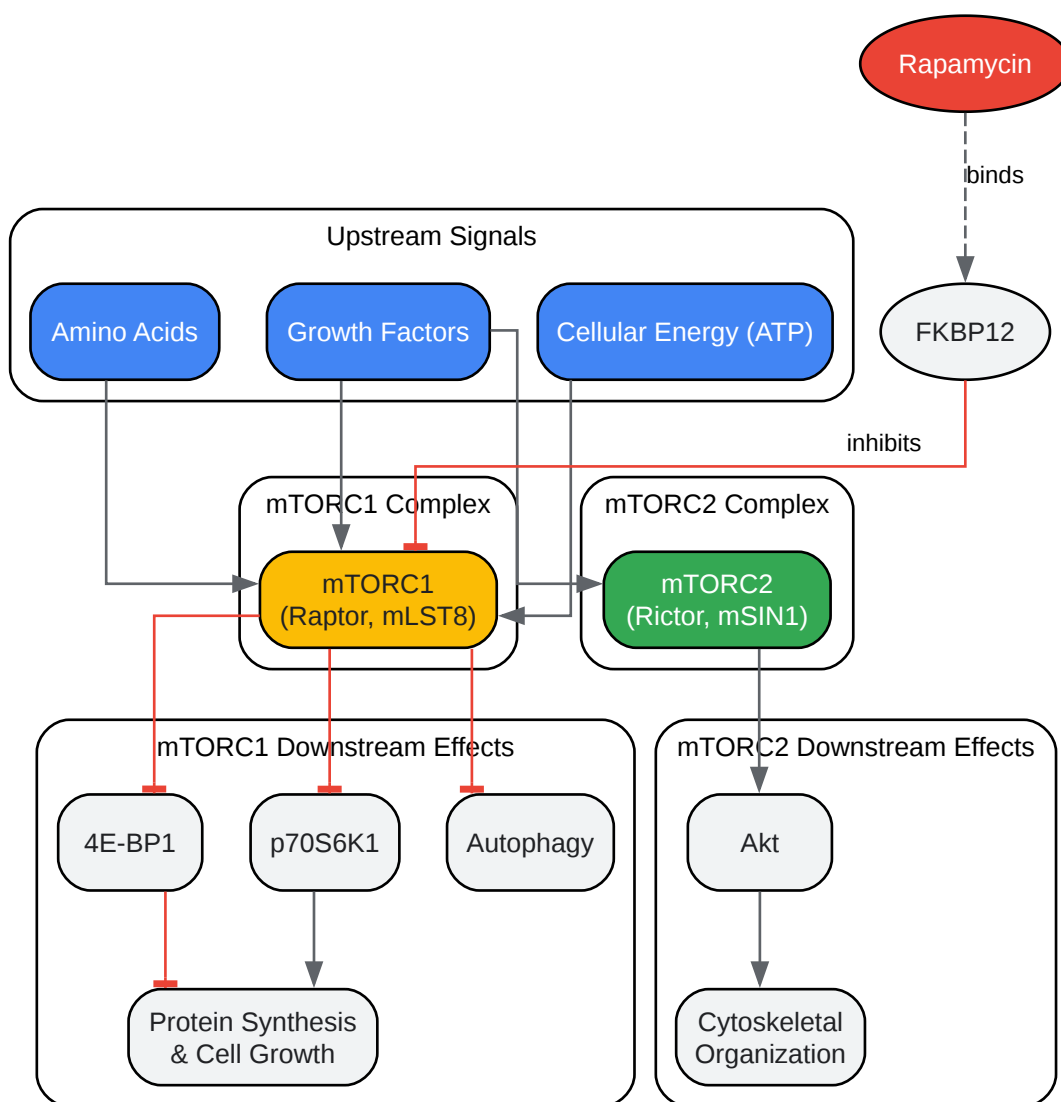 Rapamycin
binds
Upstream Signals
Amino Acids
Growth Factors
Cellular Energy (ATP)
FKBP12
inhibits
mTORC1 Complex
mTORC2 Complex
mTORC1
(Raptor, mLST8)
mTORC2
(Rictor, mSIN1)
mTORC1 Downstream Effects
mTORC2 Downstream Effects
4E-BP1
p70S6K1
Autophagy
Akt
Protein Synthesis
& Cell Growth
Cytoskeletal
Organization